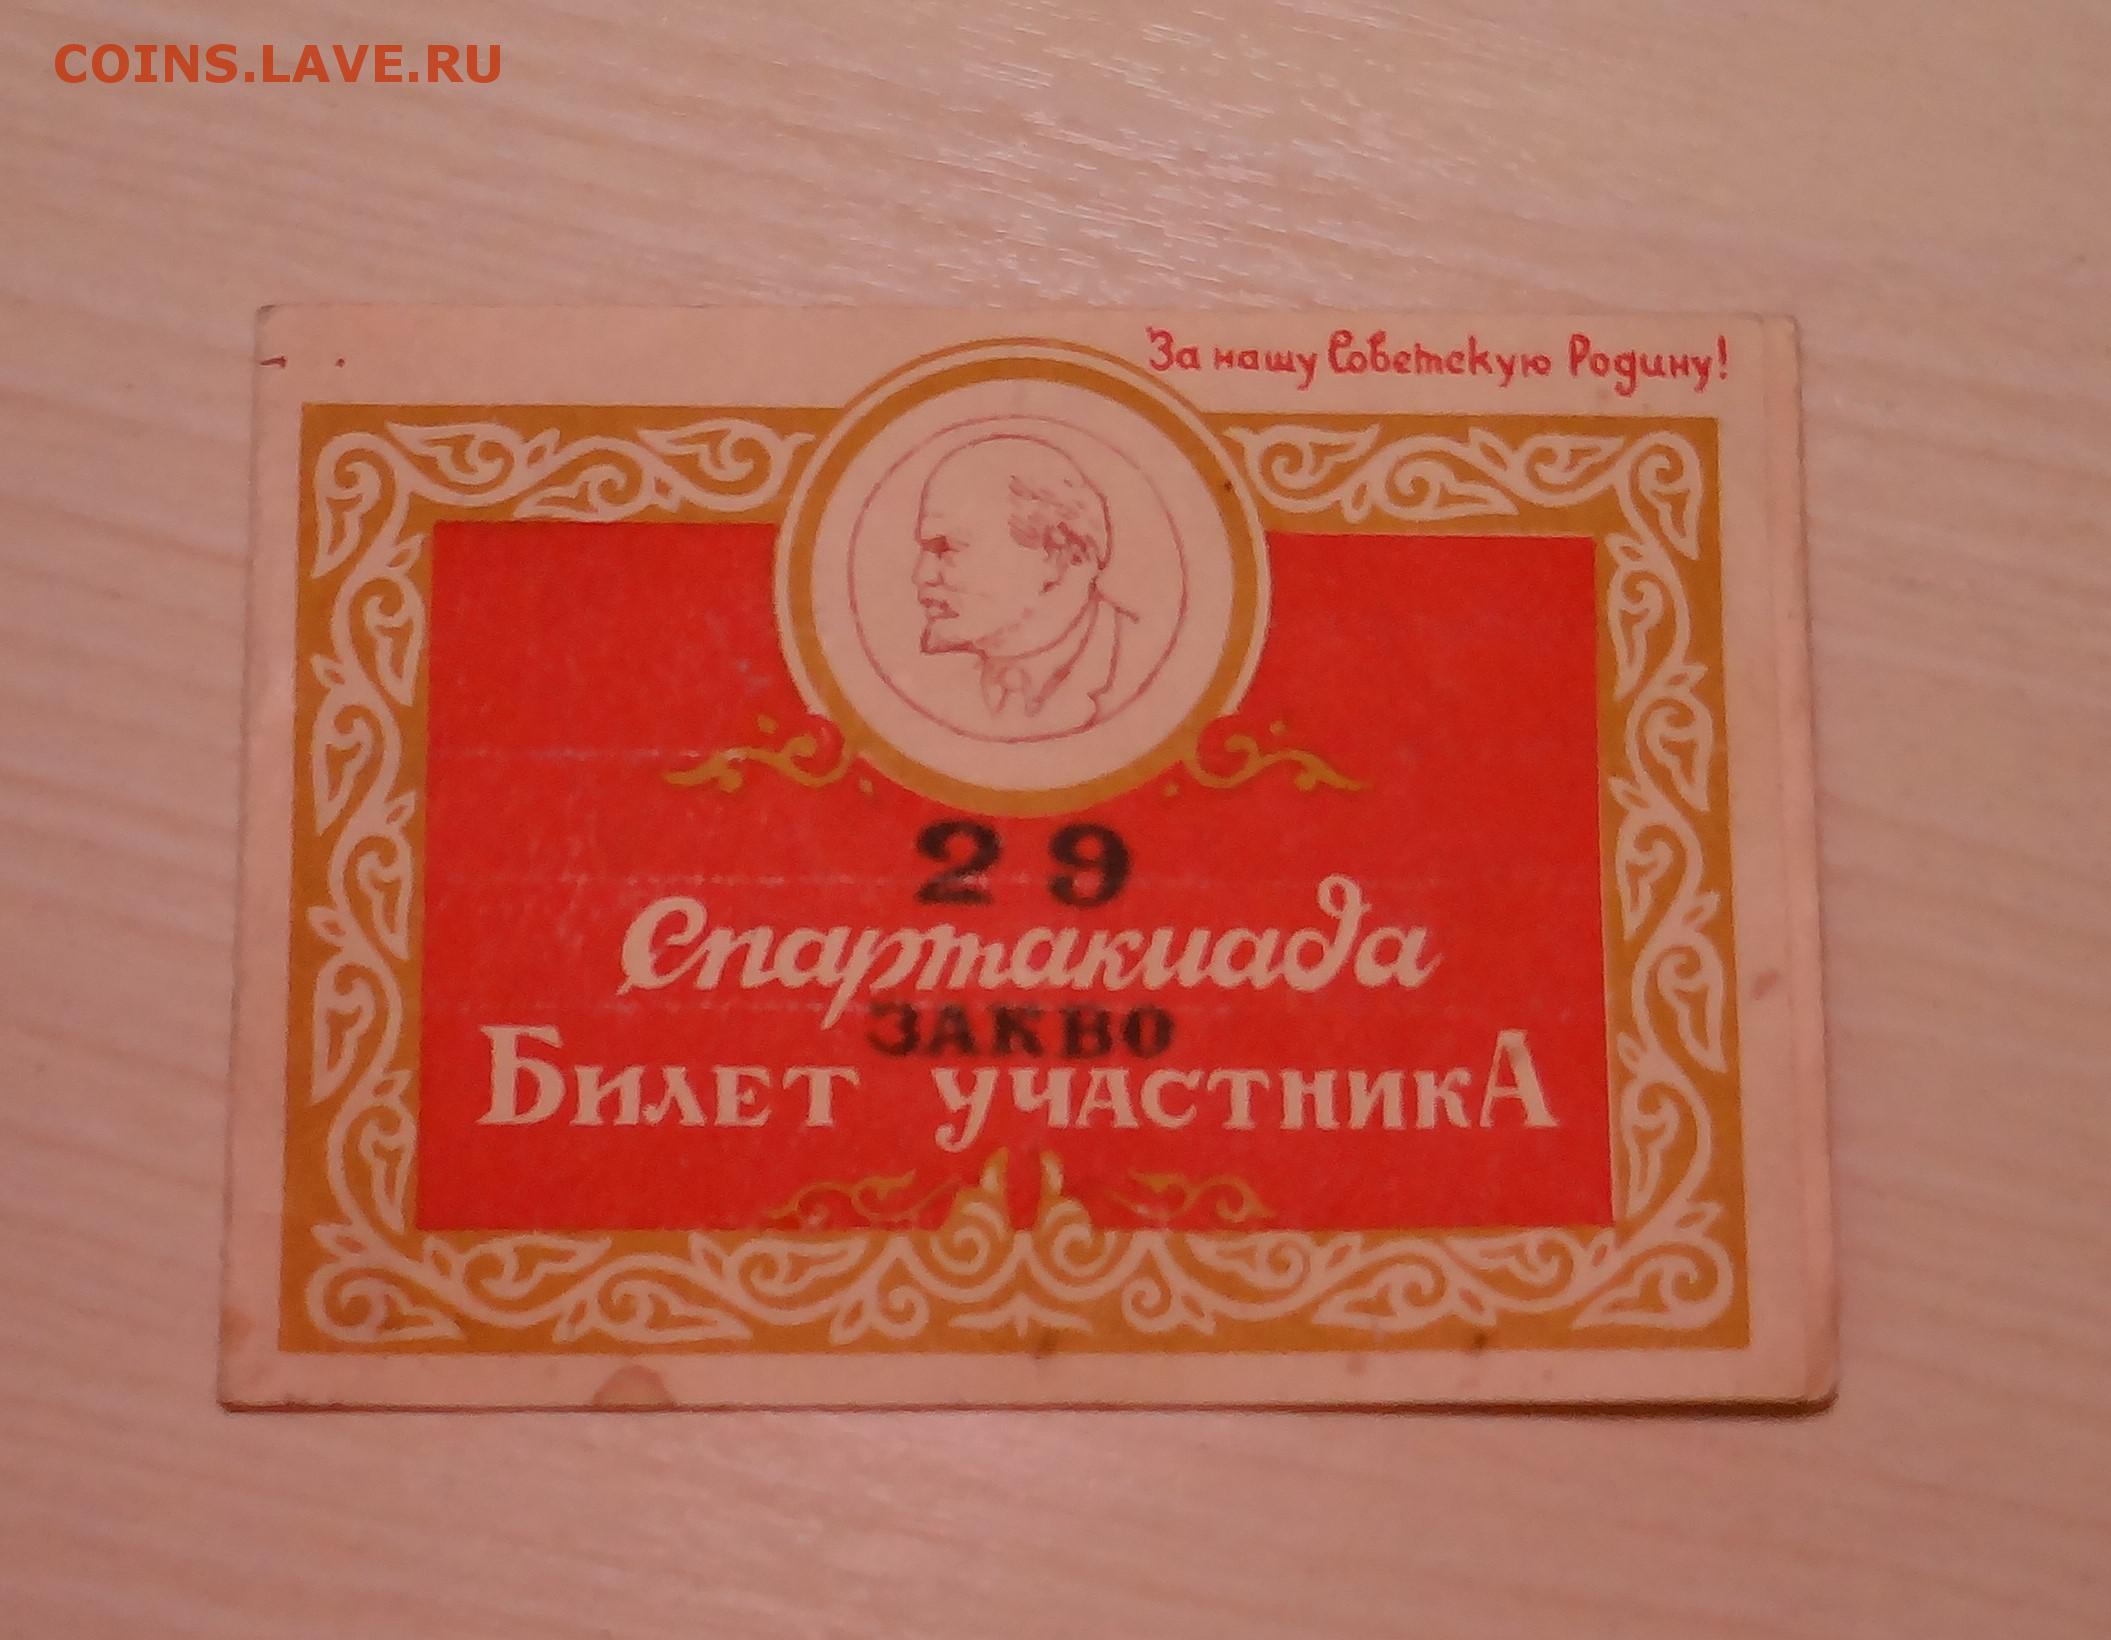 COINS.LAVE.RU
За нашу Советскую Родину!
29
Спартакиада
ЗАКВО
Билет участника